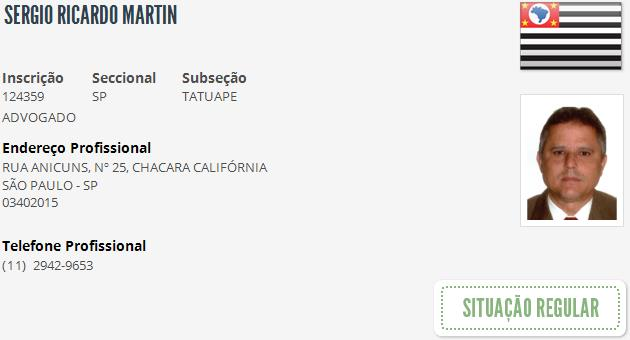 SERGIO RICARDO MARTIN
Inscrição Seccional Subseção
124359 SP TATUAPE
ADVOGADO
Endereço Profissional
RUA ANICUNS, Nº 25, CHACARA CALIFÓRNIA
SÃO PAULO - SP
03402015
Telefone Profissional
(11) 2942-9653
SITUAÇÃO REGULAR